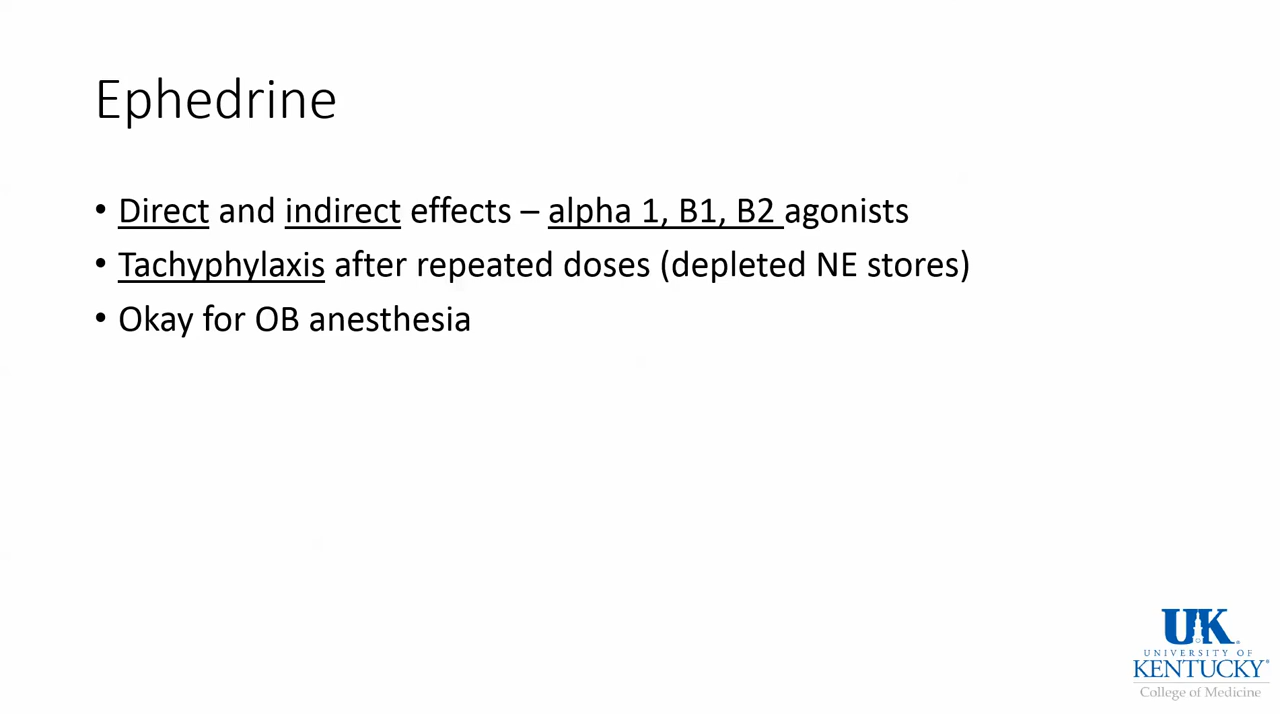 Ephedrine
• Direct and indirect effects – alpha 1, B1, B2 agonists
• Tachyphylaxis after repeated doses (depleted NE stores)
• Okay for OB anesthesia
UK
UNIVERSITY OF
KENTUCKY®
College of Medicine